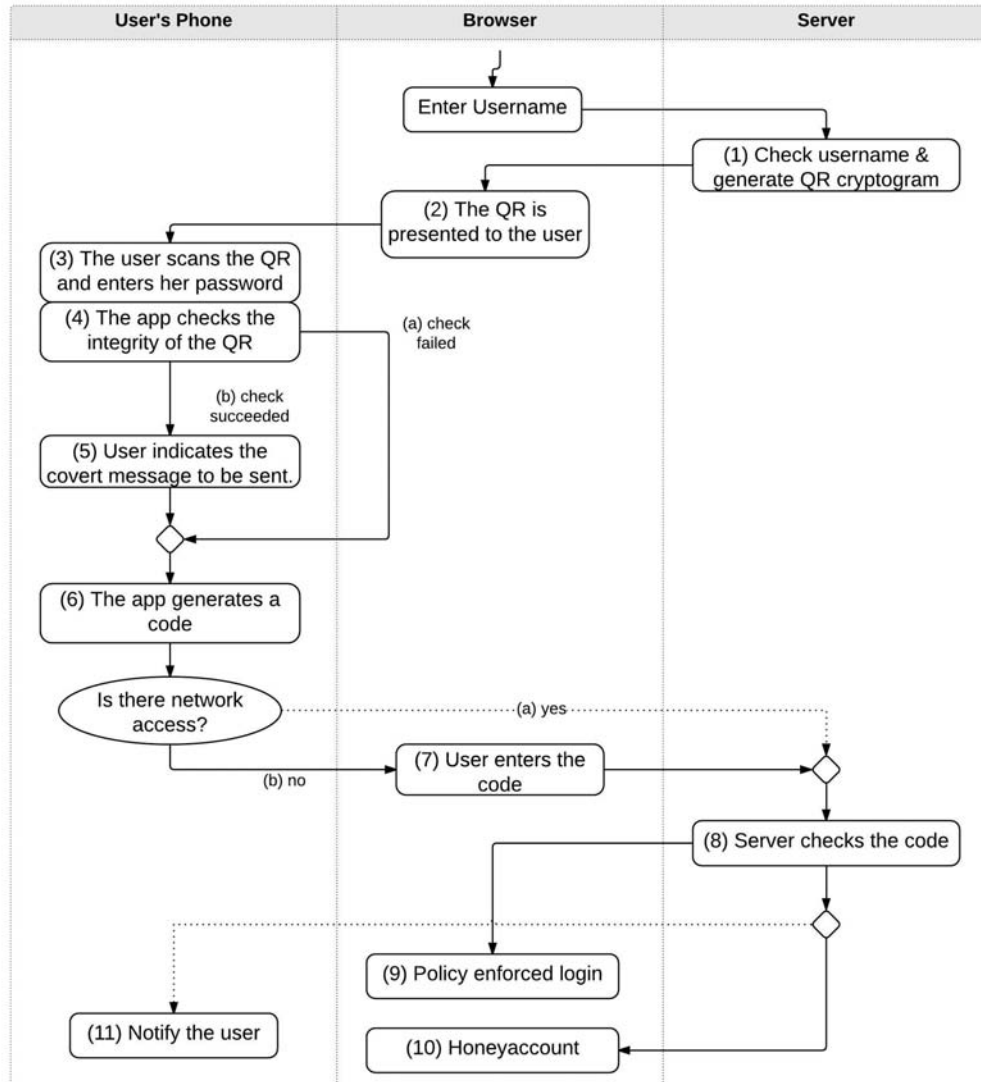 User's Phone
Browser
Server
Enter Username
(1) Check username &
generate QR cryptogram
(2) The QR is
presented to the user
(3) The user scans the QR
and enters her password
(4) The app checks the
integrity of the QR
(a) check
failed
(b) check
succeeded
(5) User indicates the
covert message to be sent.
(6) The app generates a
code
Is there network
access?
(a) yes
(b) no
(7) User enters the
code
(8) Server checks the code
(9) Policy enforced login
(11) Notify the user
(10) Honeyaccount